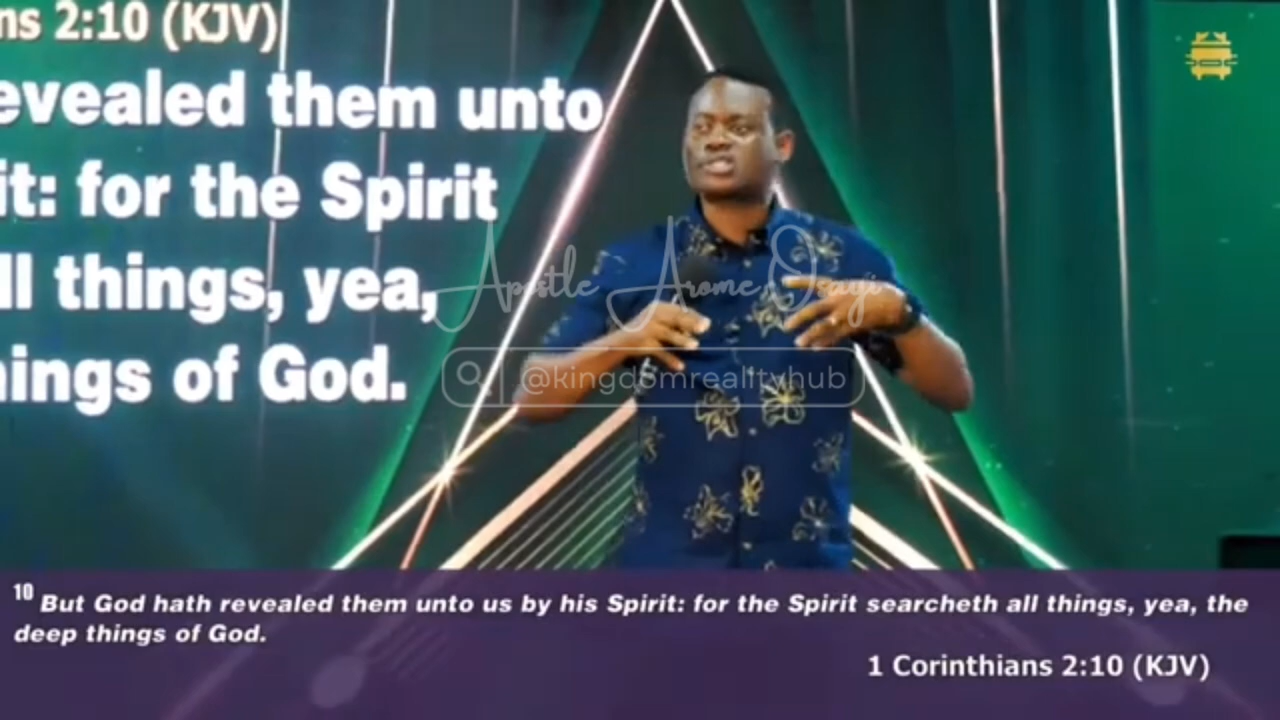 ns 2:10 (KJV)
evealed them unto
it: for the Spirit
ll things, yea,
hings of God.
Apostle Arome Osayi
@kingdomrealityhub
10 But God hath revealed them unto us by his Spirit: for the Spirit searcheth all things, yea, the
deep things of God.
1 Corinthians 2:10 (KJV)